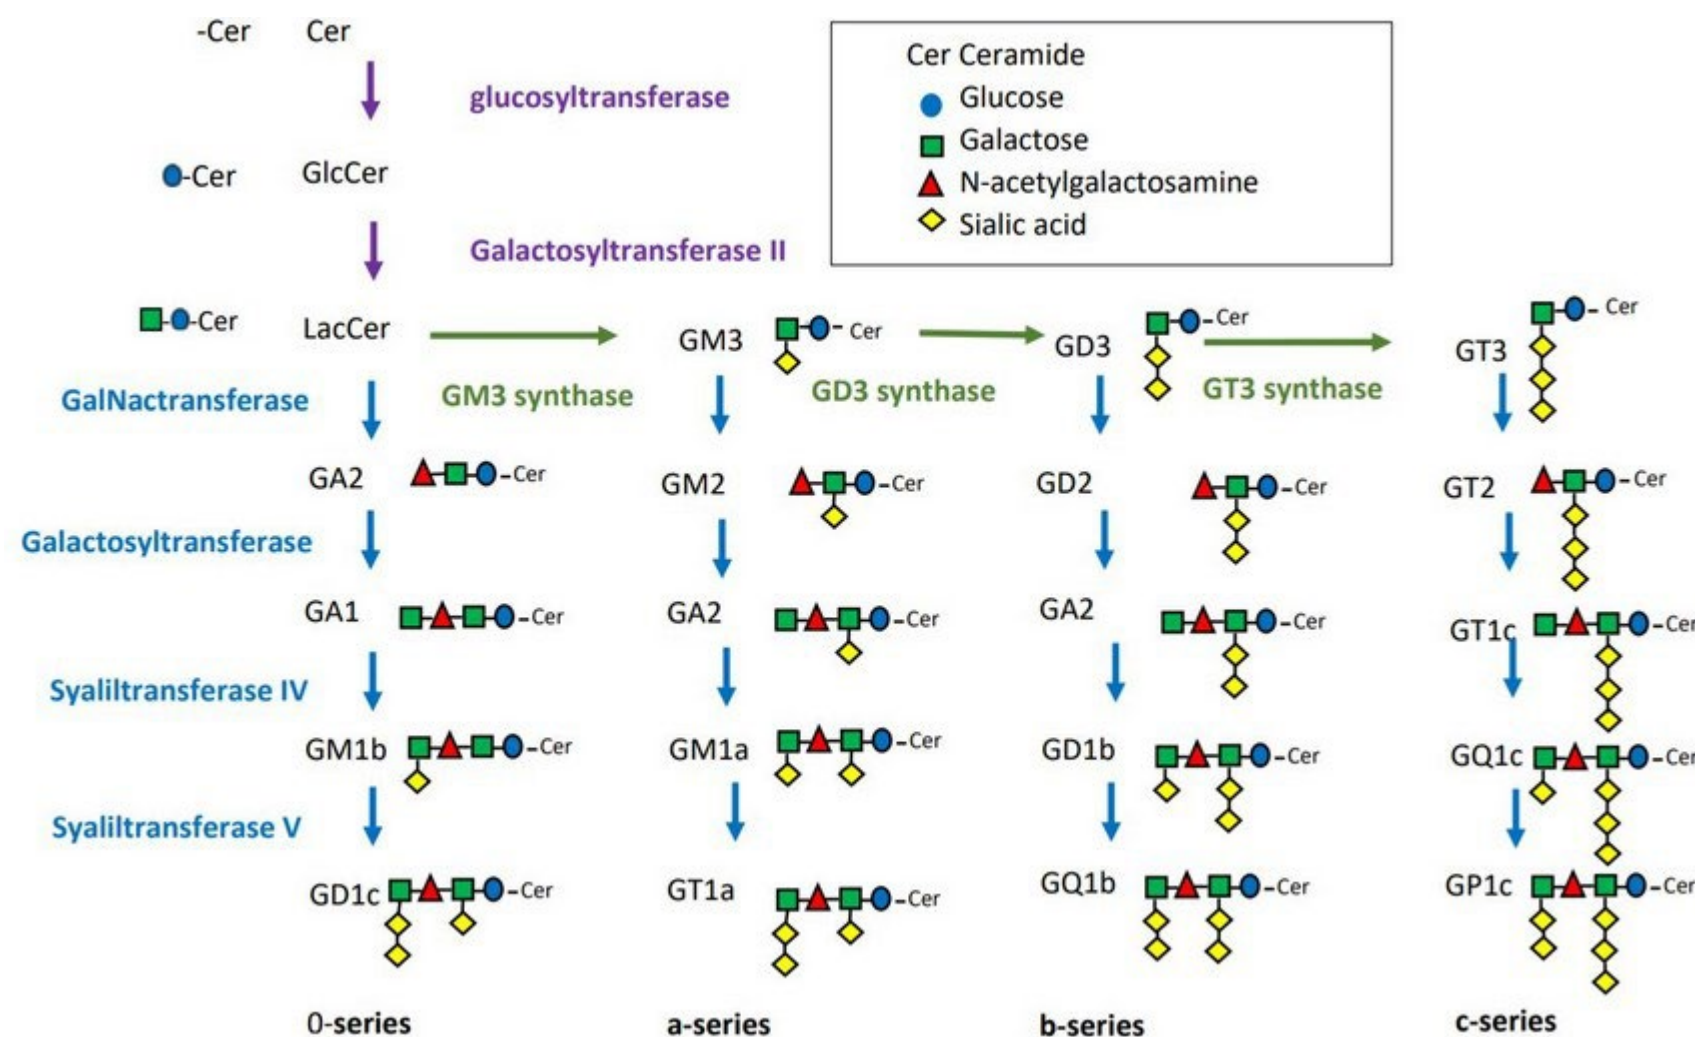 -Cer Cer
glucosyltransferase
-Cer GlcCer
Galactosyltransferase II
Cer Ceramide
Glucose
Galactose
N-acetylgalactosamine
Sialic acid
-Cer LacCer
GM3 - Cer
GD3 -Cer
GT3 - Cer
GalNactransferase
GM3 synthase
GD3 synthase
GT3 synthase
GA2 -Cer
GM2 -Cer
GD2 -Cer
GT2 -Cer
Galactosyltransferase
GA1 -Cer
GA2 -Cer
GA2 -Cer
GT1c -Cer
Syaliltransferase IV
GM1b -Cer
GM1a -Cer
GD1b -Cer
GQ1c -Cer
Syaliltransferase V
GD1c -Cer
GT1a -Cer
GQ1b -Cer
GP1c -Cer
0-series
a-series
b-series
c-series